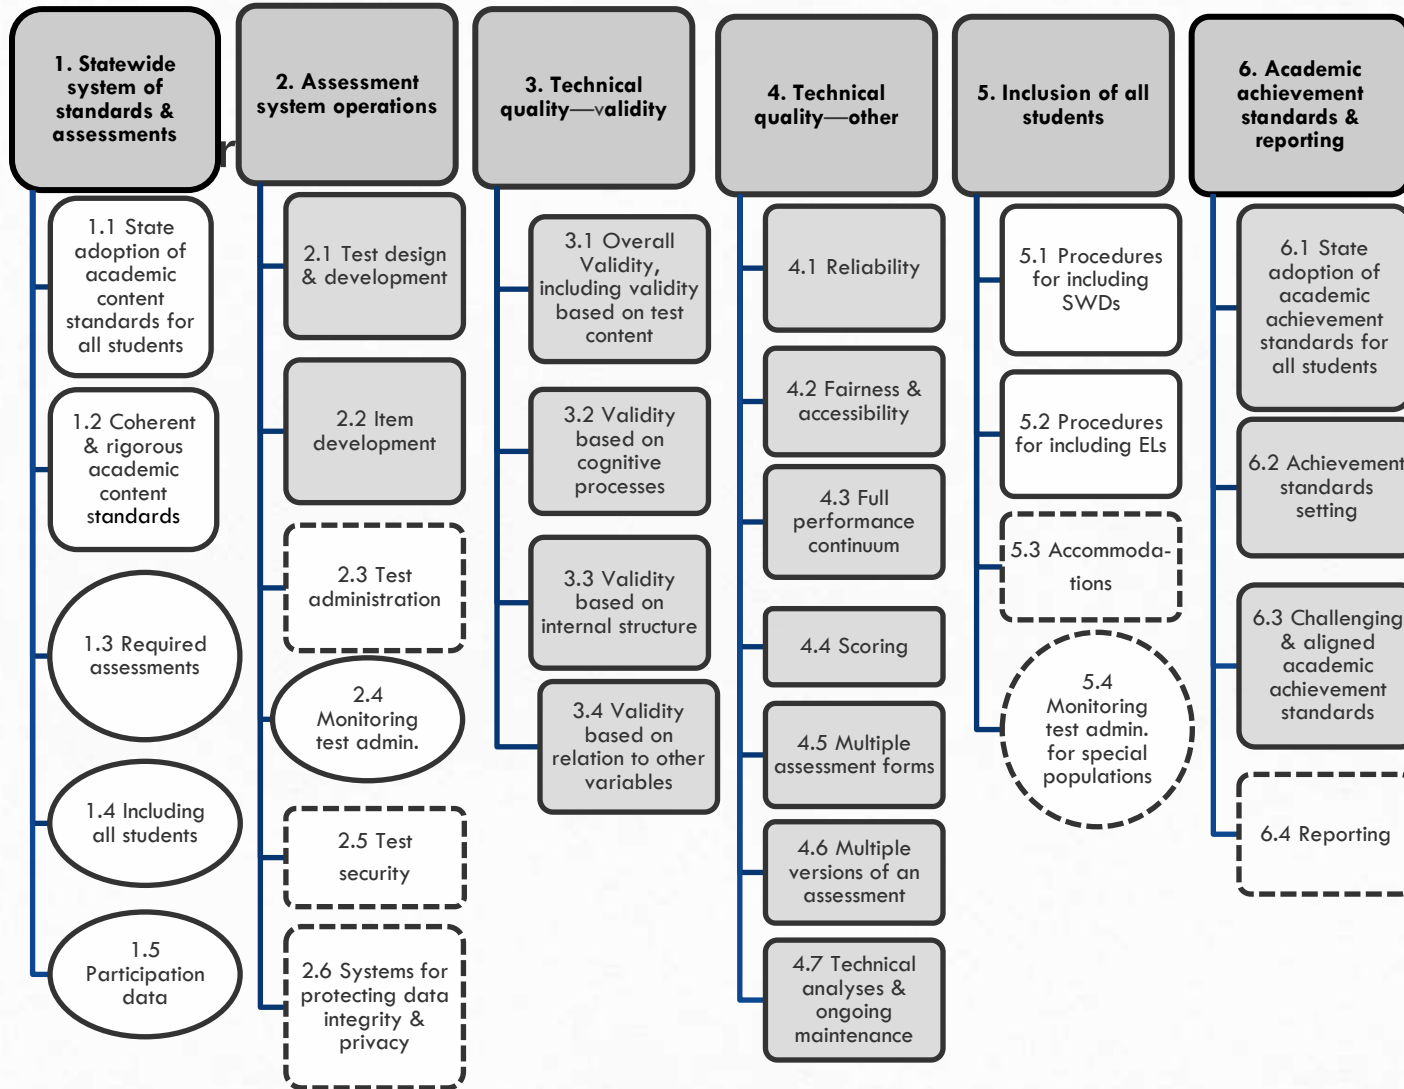 1. Statewide
system of
standards &
assessments
r
1.1 State
adoption of
academic
content
standards for
all students
1.2 Coherent
& rigorous
academic
content
standards
1.3 Required
assessments
1.4 Including
all students
1.5
Participation
data
2. Assessment
system operations
2.1 Test design
& development
2.2 Item
development
2.3 Test
administration
2.4
Monitoring
test admin.
2.5 Test
security
2.6 Systems for
protecting data
integrity &
privacy
3. Technical
quality—validity
3.1 Overall
Validity,
including validity
based on test
content
3.2 Validity
based on
cognitive
processes
3.3 Validity
based on
internal structure
3.4 Validity
based on
relation to other
variables
4. Technical
quality—other
4.1 Reliability
4.2 Fairness &
accessibility
4.3 Full
performance
continuum
4.4 Scoring
4.5 Multiple
assessment forms
4.6 Multiple
versions of an
assessment
4.7 Technical
analyses &
ongoing
maintenance
5. Inclusion of all
students
5.1 Procedures
for including
SWDs
5.2 Procedures
for including ELs
5.3 Accommoda-
tions
5.4
Monitoring
test admin.
for special
populations
6. Academic
achievement
standards &
reporting
6.1 State
adoption of
academic
achievement
standards for
all students
6.2 Achievement
standards
setting
6.3 Challenging
& aligned
academic
achievement
standards
6.4 Reporting